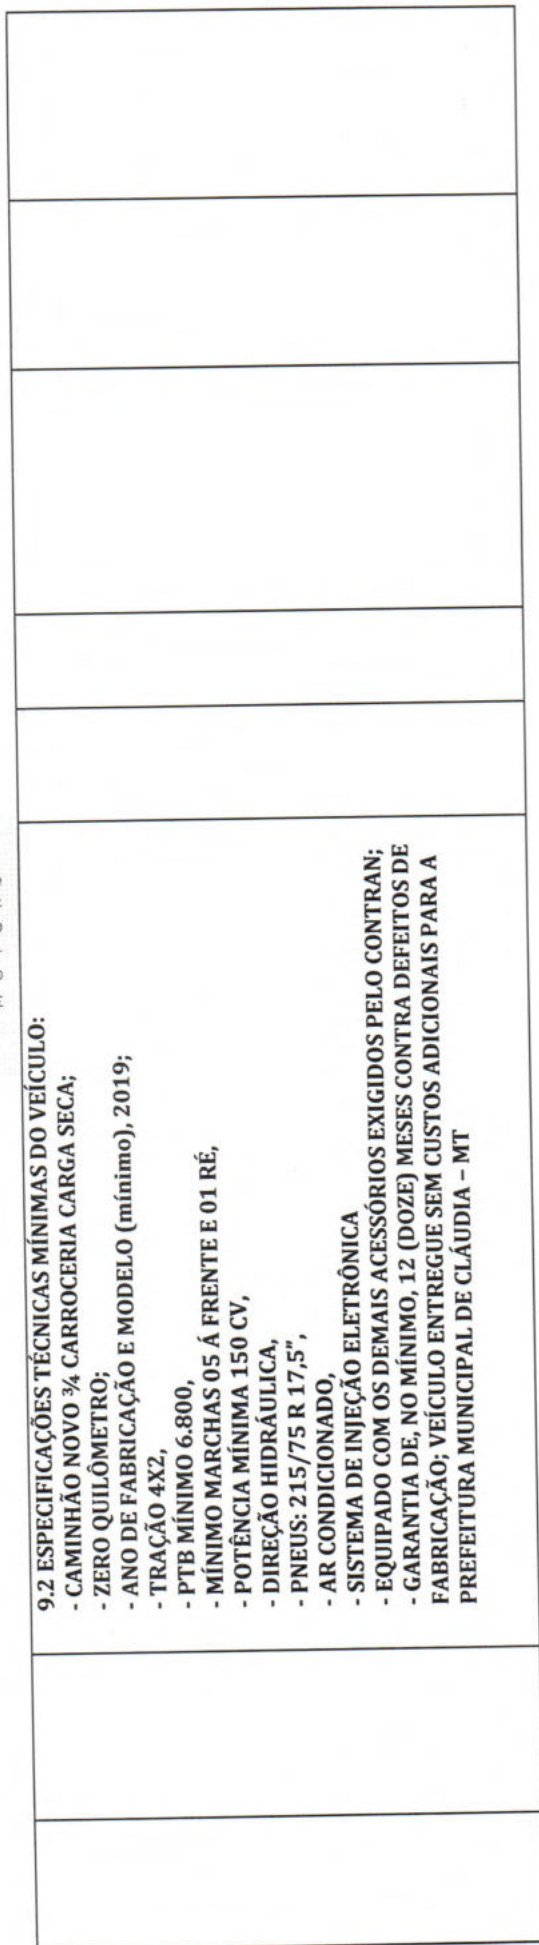 9.2 ESPECIFICAÇÕES TÉCNICAS MÍNIMAS DO VEÍCULO:
- CAMINHÃO NOVO ¾ CARROCERIA CARGA SECA;
- ZERO QUILÔMETRO;
- ANO DE FABRICAÇÃO E MODELO (mínimo), 2019;
- TRAÇÃO 4X2,
- PTB MÍNIMO 6.800,
- MÍNIMO MARCHAS 05 Á FRENTE E 01 RÉ,
- POTÊNCIA MÍNIMA 150 CV,
- DIREÇÃO HIDRÁULICA,
- PNEUS: 215/75 R 17,5",
- AR CONDICIONADO,
- SISTEMA DE INJEÇÃO ELETRÔNICA
- EQUIPADO COM OS DEMAIS ACESSÓRIOS EXIGIDOS PELO CONTRAN;
- GARANTIA DE, NO MÍNIMO, 12 (DOZE) MESES CONTRA DEFEITOS DE
FABRICAÇÃO; VEÍCULO ENTREGUE SEM CUSTOS ADICIONAIS PARA A
PREFEITURA MUNICIPAL DE CLÁUDIA – MT